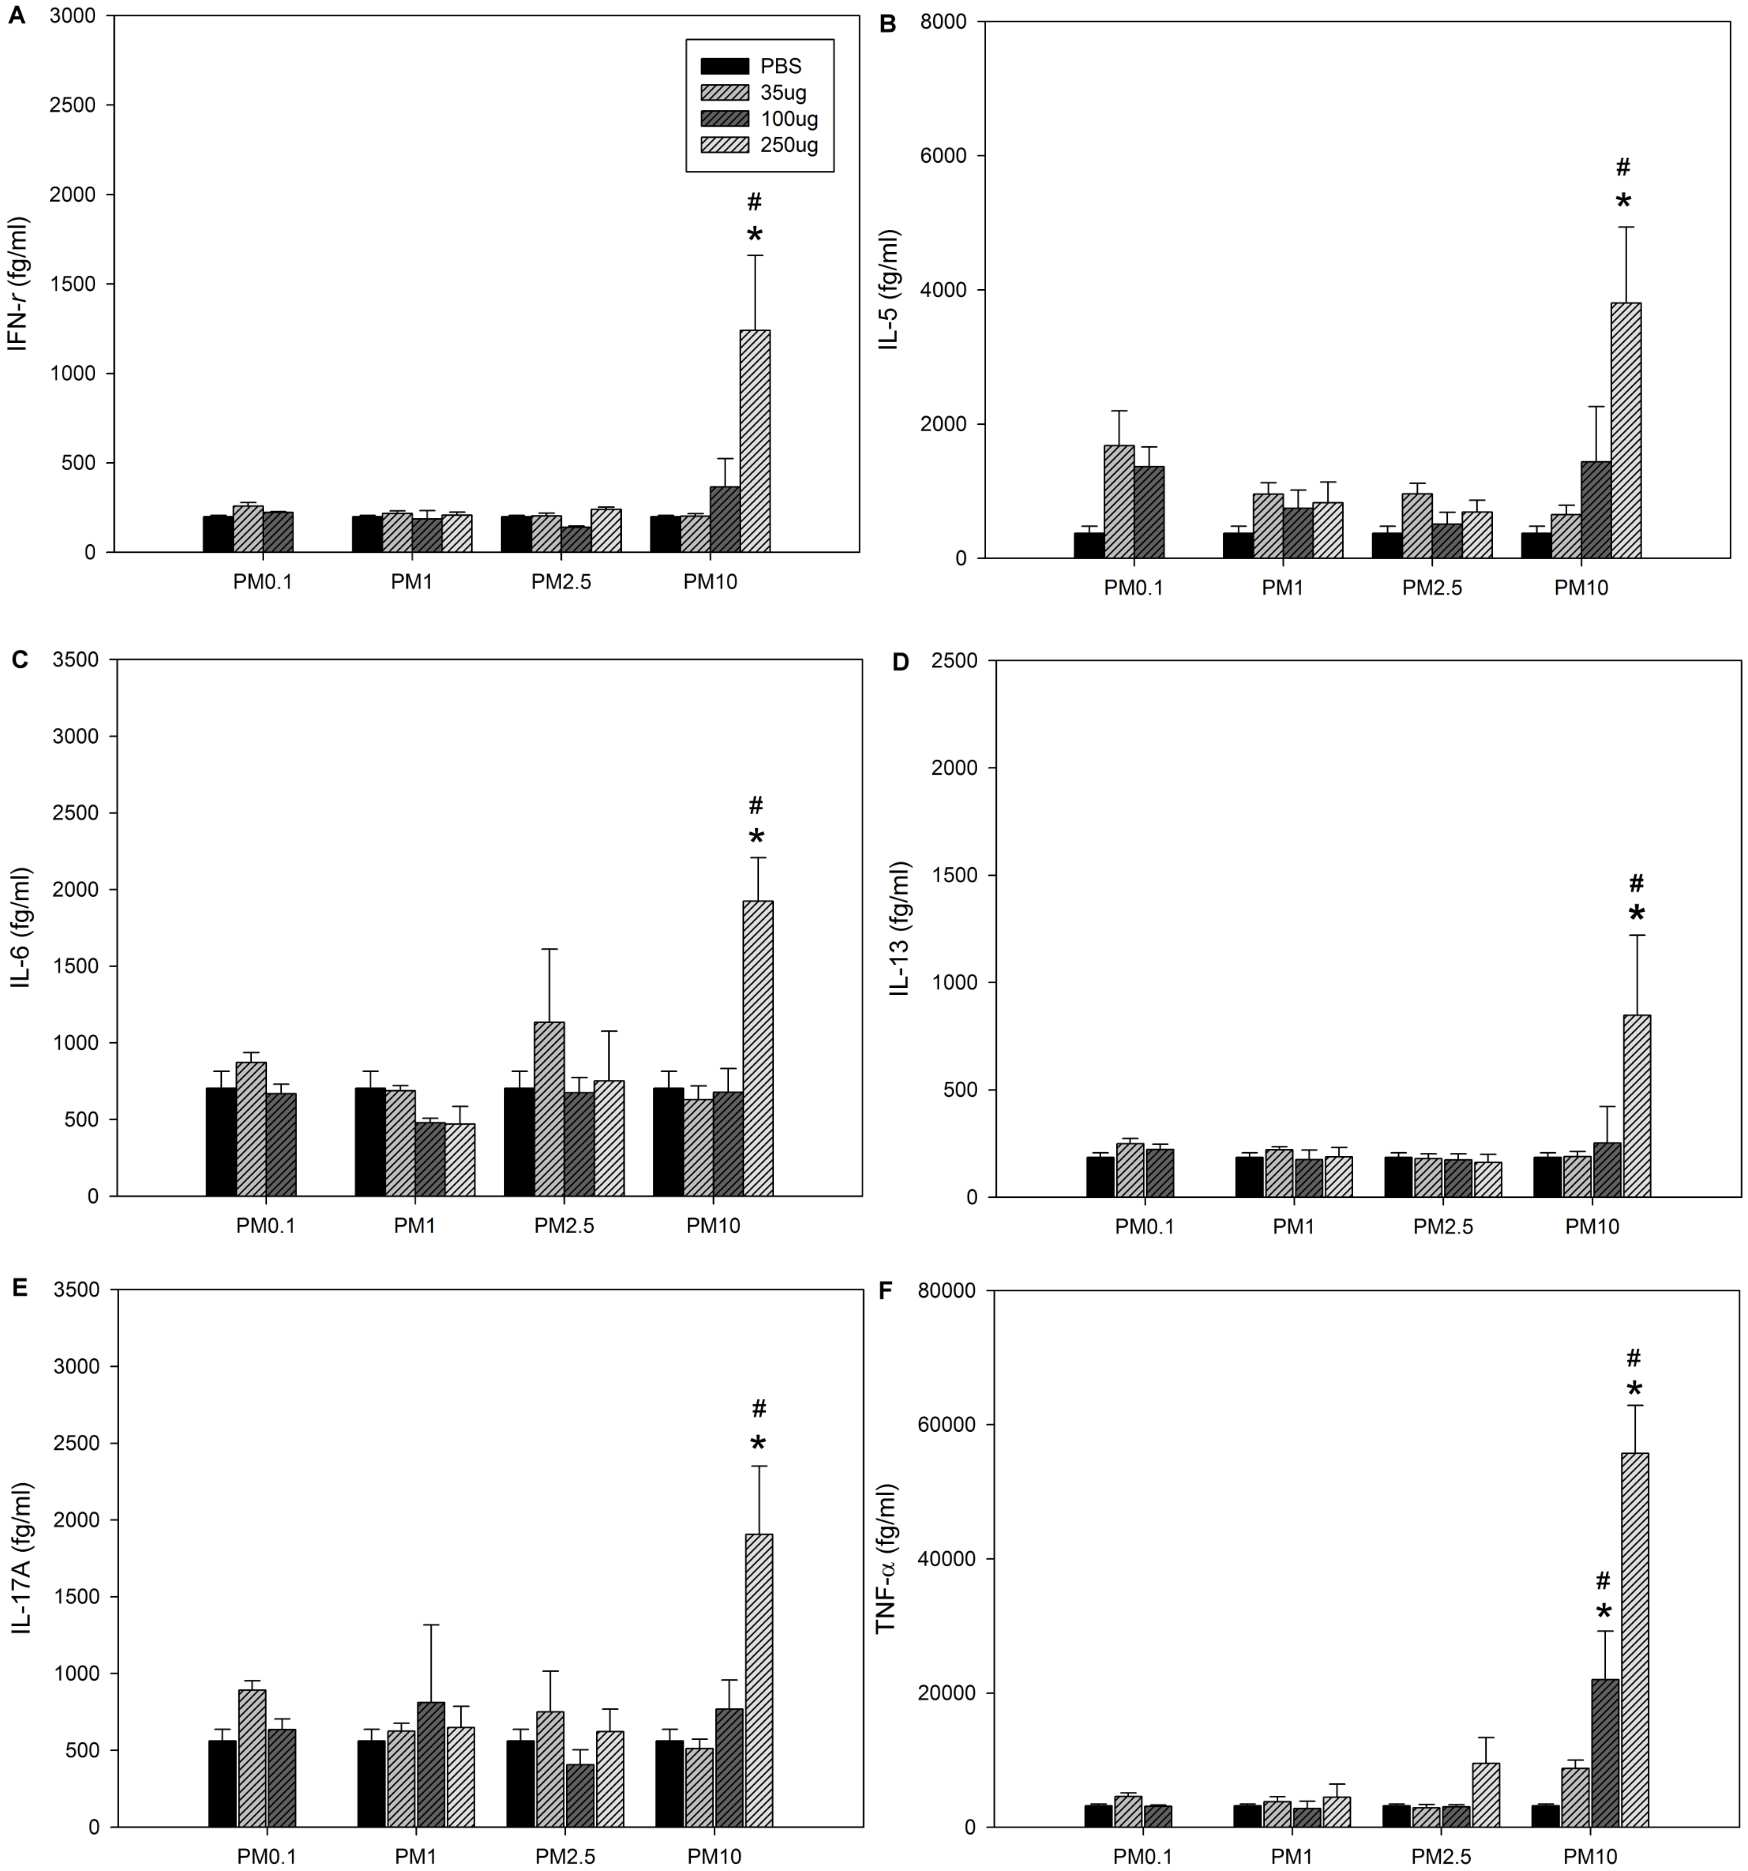 A
3000
2500
2000
1500
1000
500
0
IFN-r (fg/ml)
PBS
35ug
100ug
250ug
#
*
PM0.1 PM1 PM2.5 PM10
B
8000
6000
4000
2000
0
IL-5 (fg/ml)
#
*
PM0.1 PM1 PM2.5 PM10
C
3500
3000
2500
2000
1500
1000
500
0
IL-6 (fg/ml)
#
*
PM0.1 PM1 PM2.5 PM10
D
2500
2000
1500
1000
500
0
IL-13 (fg/ml)
#
*
PM0.1 PM1 PM2.5 PM10
E
3500
3000
2500
2000
1500
1000
500
0
IL-17A (fg/ml)
#
*
PM0.1 PM1 PM2.5 PM10
F
80000
60000
40000
20000
0
TNF-α (fg/ml)
#
*
#
*
PM0.1 PM1 PM2.5 PM10